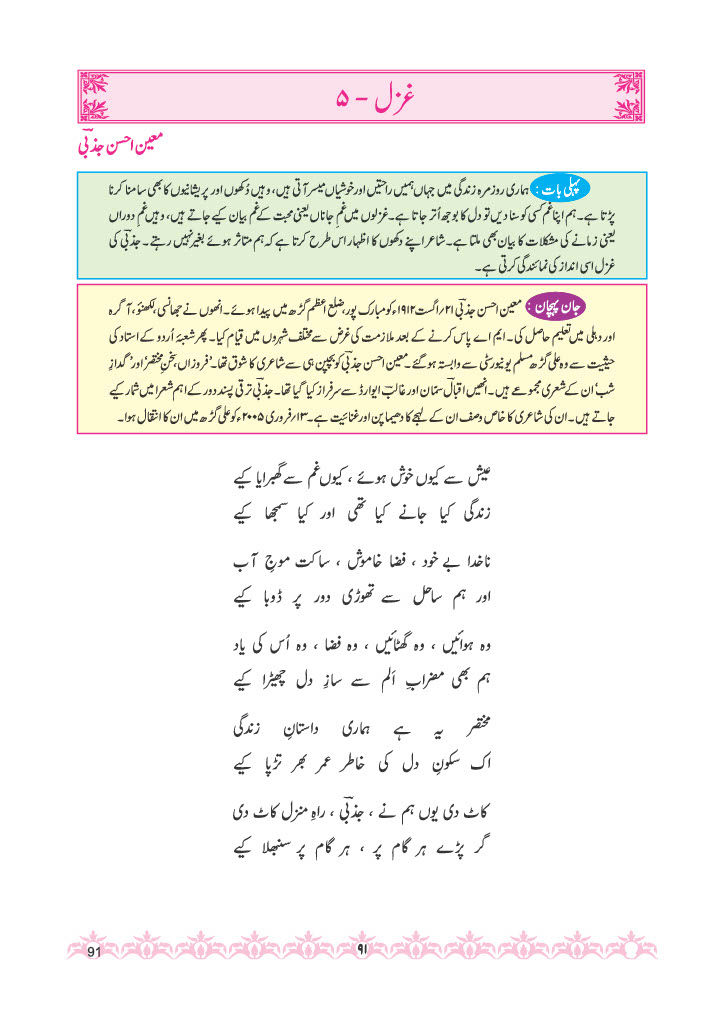 غزل - ۵
معین احسن جذبیؔ
پہلی بات : ہماری روزمرہ زندگی میں جہاں ہمیں راحتیں اور خوشیاں میسر آتی ہیں، وہیں دُکھوں اور پریشانیوں کا بھی سامنا کرنا
پڑتا ہے۔ ہم اپنا غم کسی کو سنا دیں تو دل کا بوجھ اُتر جاتا ہے۔ غزلوں میں غمِ جاناں یعنی محبت کے غم بیان کیے جاتے ہیں، وہیں غمِ دوراں
یعنی زمانے کی مشکلات کا بیان بھی ملتا ہے۔ شاعر اپنے دکھوں کا اظہار اس طرح کرتا ہے کہ ہم متاثر ہوئے بغیر نہیں رہتے۔ جذبیؔ کی
غزل اسی انداز کی نمائندگی کرتی ہے۔
جان پہچان : معین احسن جذبیؔ ۲۱؍ اگست ۱۹۱۲ء کو مبارک پور، ضلع اعظم گڑھ میں پیدا ہوئے۔ انھوں نے جھانسی، لکھنؤ، آگرہ
اور دہلی میں تعلیم حاصل کی۔ ایم اے پاس کرنے کے بعد ملازمت کی غرض سے مختلف شہروں میں قیام کیا۔ پھر شعبۂ اُردو کے استاد کی
حیثیت سے وہ علی گڑھ مسلم یونیورسٹی سے وابستہ ہوگئے۔ معین احسن جذبیؔ کو بچپن ہی سے شاعری کا شوق تھا۔ 'فروزاں، سخنِ مختصر' اور 'گدازِ
شب' ان کے شعری مجموعے ہیں۔ انھیں اقبالؔ سمّان اور غالبؔ ایوارڈ سے سرفراز کیا گیا تھا۔ جذبیؔ ترقی پسند دور کے اہم شعرا میں شمار کیے
جاتے ہیں۔ ان کی شاعری کا خاص وصف ان کے لہجے کا دھیما پن اور غنائیت ہے۔ ۱۳؍ فروری ۲۰۰۵ء کو علی گڑھ میں ان کا انتقال ہوا۔
عیش سے کیوں خوش ہوئے ، کیوں غم سے گھبرایا کیے
زندگی کیا جانے کیا تھی اور کیا سمجھا کیے
ناخدا بے خود ، فضا خاموش ، ساکت موجِ آب
اور ہم ساحل سے تھوڑی دور پر ڈوبا کیے
وہ ہوائیں ، وہ گھٹائیں ، وہ فضا ، وہ اُس کی یاد
ہم بھی مضرابِ اَلم سے سازِ دل چھیڑا کیے
مختصر یہ ہے ہماری داستانِ زندگی
اک سکونِ دل کی خاطر عمر بھر تڑپا کیے
کاٹ دی یوں ہم نے ، جذبیؔ ، راہِ منزل کاٹ دی
گر پڑے ہر گام پر ، ہر گام پر سنبھلا کیے
۹۱
91